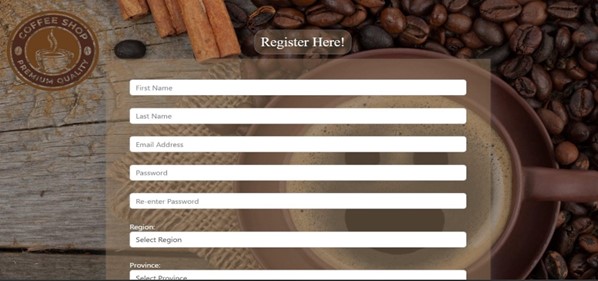 COFFEE SHOP
PREMIUM QUALITY
Register Here!
First Name
Last Name
Email Address
Password
Re-enter Password
Region:
Select Region
Province:
Select Province